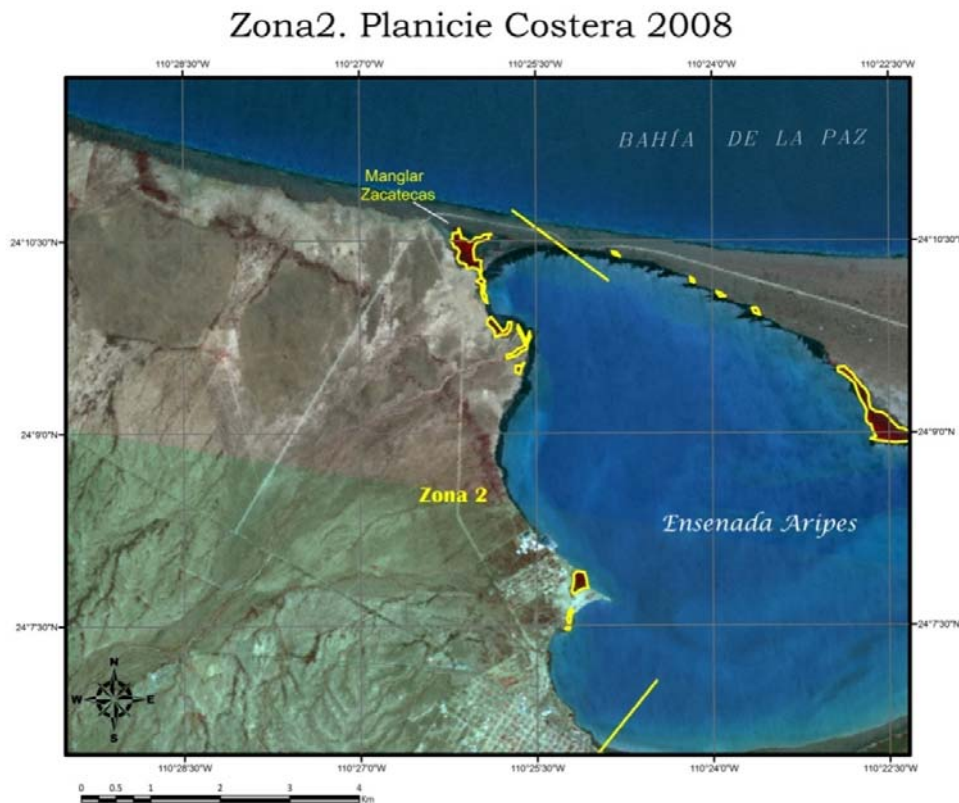 Zona2. Planicie Costera 2008
110°28'30"W 110°27'0"W 110°25'30"W 110°24'0"W 110°22'30"W
BAHÍA DE LA PAZ
Manglar
Zacatecas
24°10'30"N 24°10'30"N
24°9'0"N 24°9'0"N
Zona 2
Ensenada Aripes
24°7'30"N 24°7'30"N
N
W E
S
110°28'30"W 110°27'0"W 110°25'30"W 110°24'0"W 110°22'30"W
0 0.5 1 2 3 4
Km